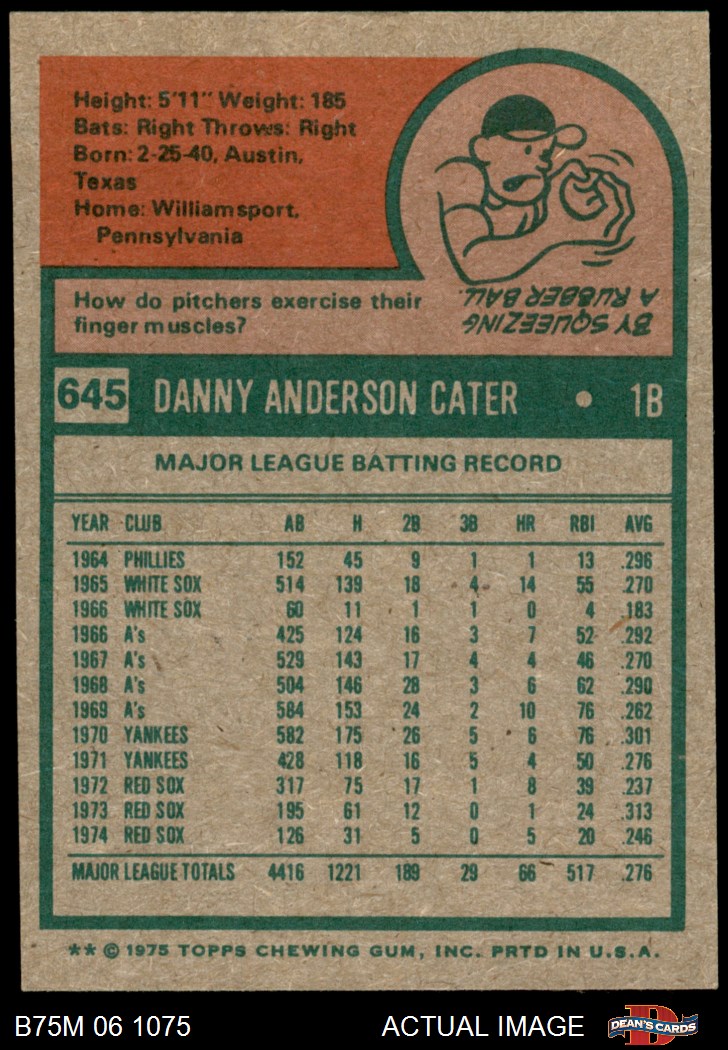 Height: 5'11" Weight: 185
Bats: Right Throws: Right
Born: 2-25-40, Austin,
Texas
Home: Williamsport,
Pennsylvania
How do pitchers exercise their
finger muscles?
BY SQUEEZING
A RUBBER BALL.
645 DANNY ANDERSON CATER • 1B
MAJOR LEAGUE BATTING RECORD
YEAR CLUB AB H 2B 3B HR RBI AVG
1964 PHILLIES 152 45 9 1 1 13 .296
1965 WHITE SOX 514 139 18 4 14 55 .270
1966 WHITE SOX 60 11 1 1 0 4 .183
1966 A's 425 124 16 3 7 52 .292
1967 A's 529 143 17 4 4 46 .270
1968 A's 504 146 28 3 6 62 .290
1969 A's 584 153 24 2 10 76 .262
1970 YANKEES 582 175 26 5 6 76 .301
1971 YANKEES 428 118 16 5 4 50 .276
1972 RED SOX 317 75 17 1 8 39 .237
1973 RED SOX 195 61 12 0 1 24 .313
1974 RED SOX 126 31 5 0 5 20 .246
MAJOR LEAGUE TOTALS 4416 1221 189 29 66 517 .276
** © 1975 TOPPS CHEWING GUM, INC. PRTD IN U.S.A.
B75M 06 1075 ACTUAL IMAGE D DEAN'S CARDS